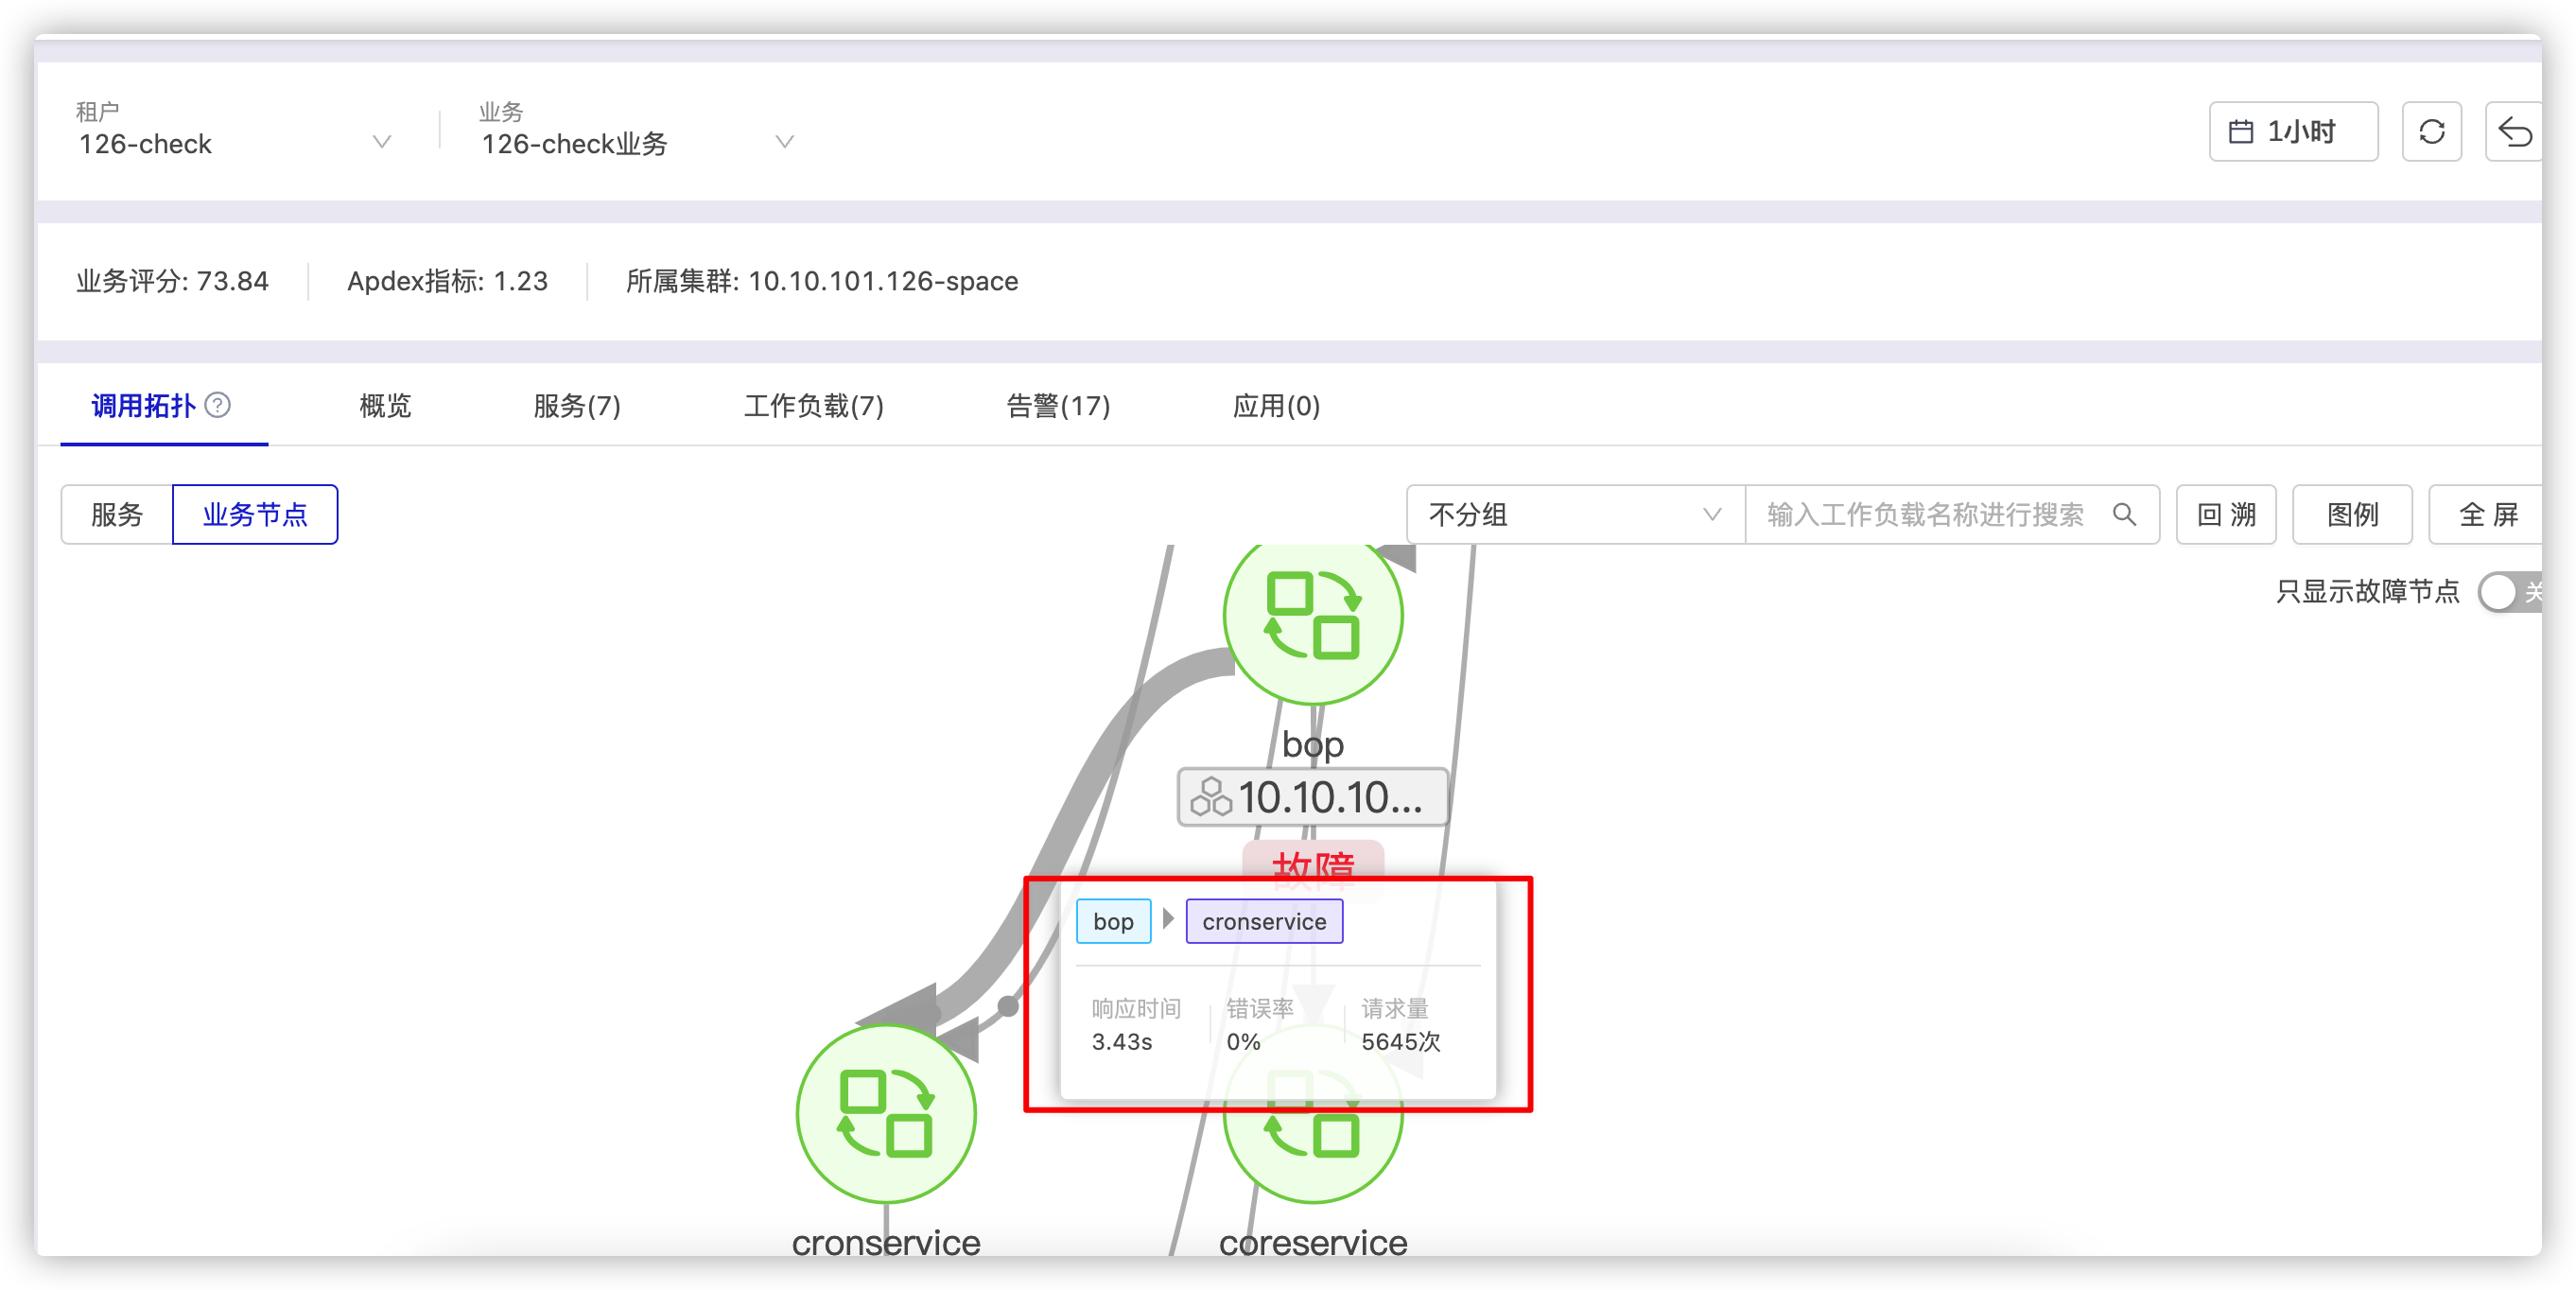 租户
126-check
业务
126-check业务
1小时
业务评分: 73.84
Apdex指标: 1.23
所属集群: 10.10.101.126-space
调用拓扑
概览
服务(7)
工作负载(7)
告警(17)
应用(0)
服务
业务节点
不分组
输入工作负载名称进行搜索
回溯
图例
全屏
只显示故障节点
关
bop
10.10.10...
故障
bop
cronservice
响应时间
错误率
请求量
3.43s
0%
5645次
cronservice
coreservice